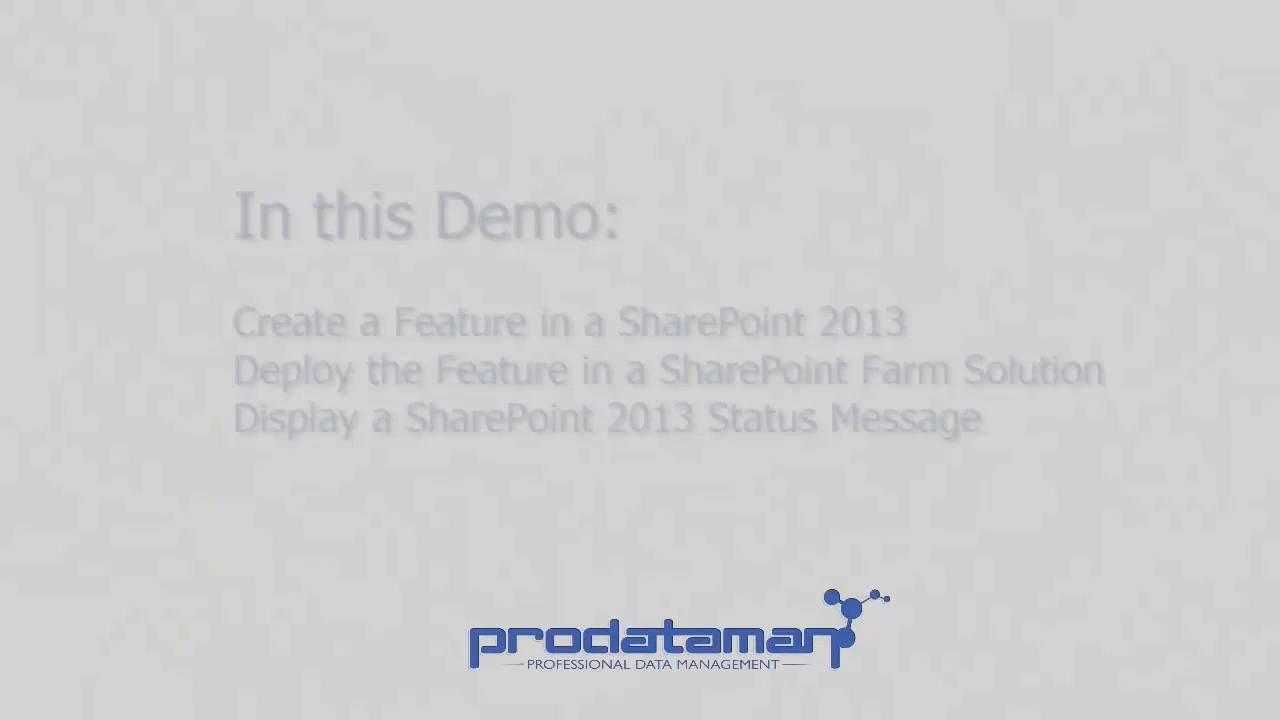 In this Demo:
Create a Feature in a SharePoint 2013
Deploy the Feature in a SharePoint Farm Solution
Display a SharePoint 2013 Status Message
prodataman
PROFESSIONAL DATA MANAGEMENT